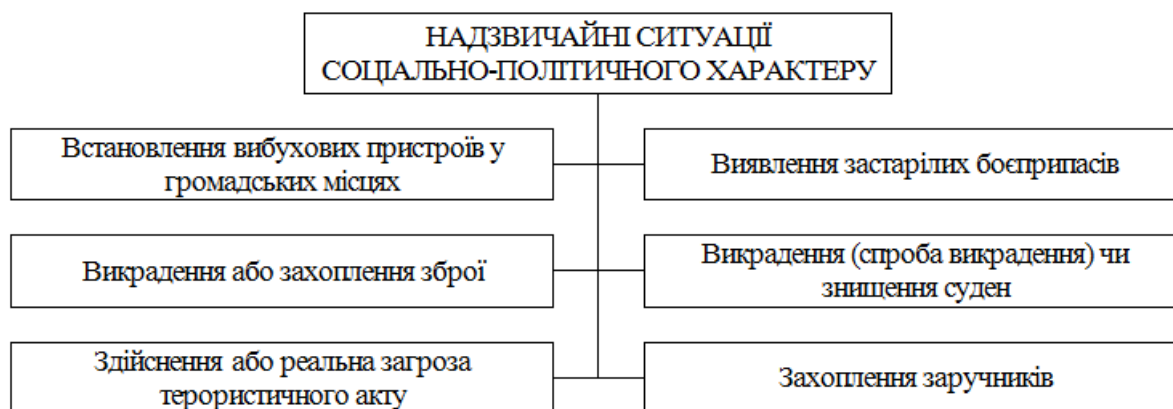 НАДЗВИЧАЙНІ СИТУАЦІЇ
СОЦІАЛЬНО-ПОЛІТИЧНОГО ХАРАКТЕРУ
Встановлення вибухових пристроїв у
громадських місцях
Виявлення застарілих боєприпасів
Викрадення або захоплення зброї
Викрадення (спроба викрадення) чи
знищення суден
Здійснення або реальна загроза
терористичного акту
Захоплення заручників